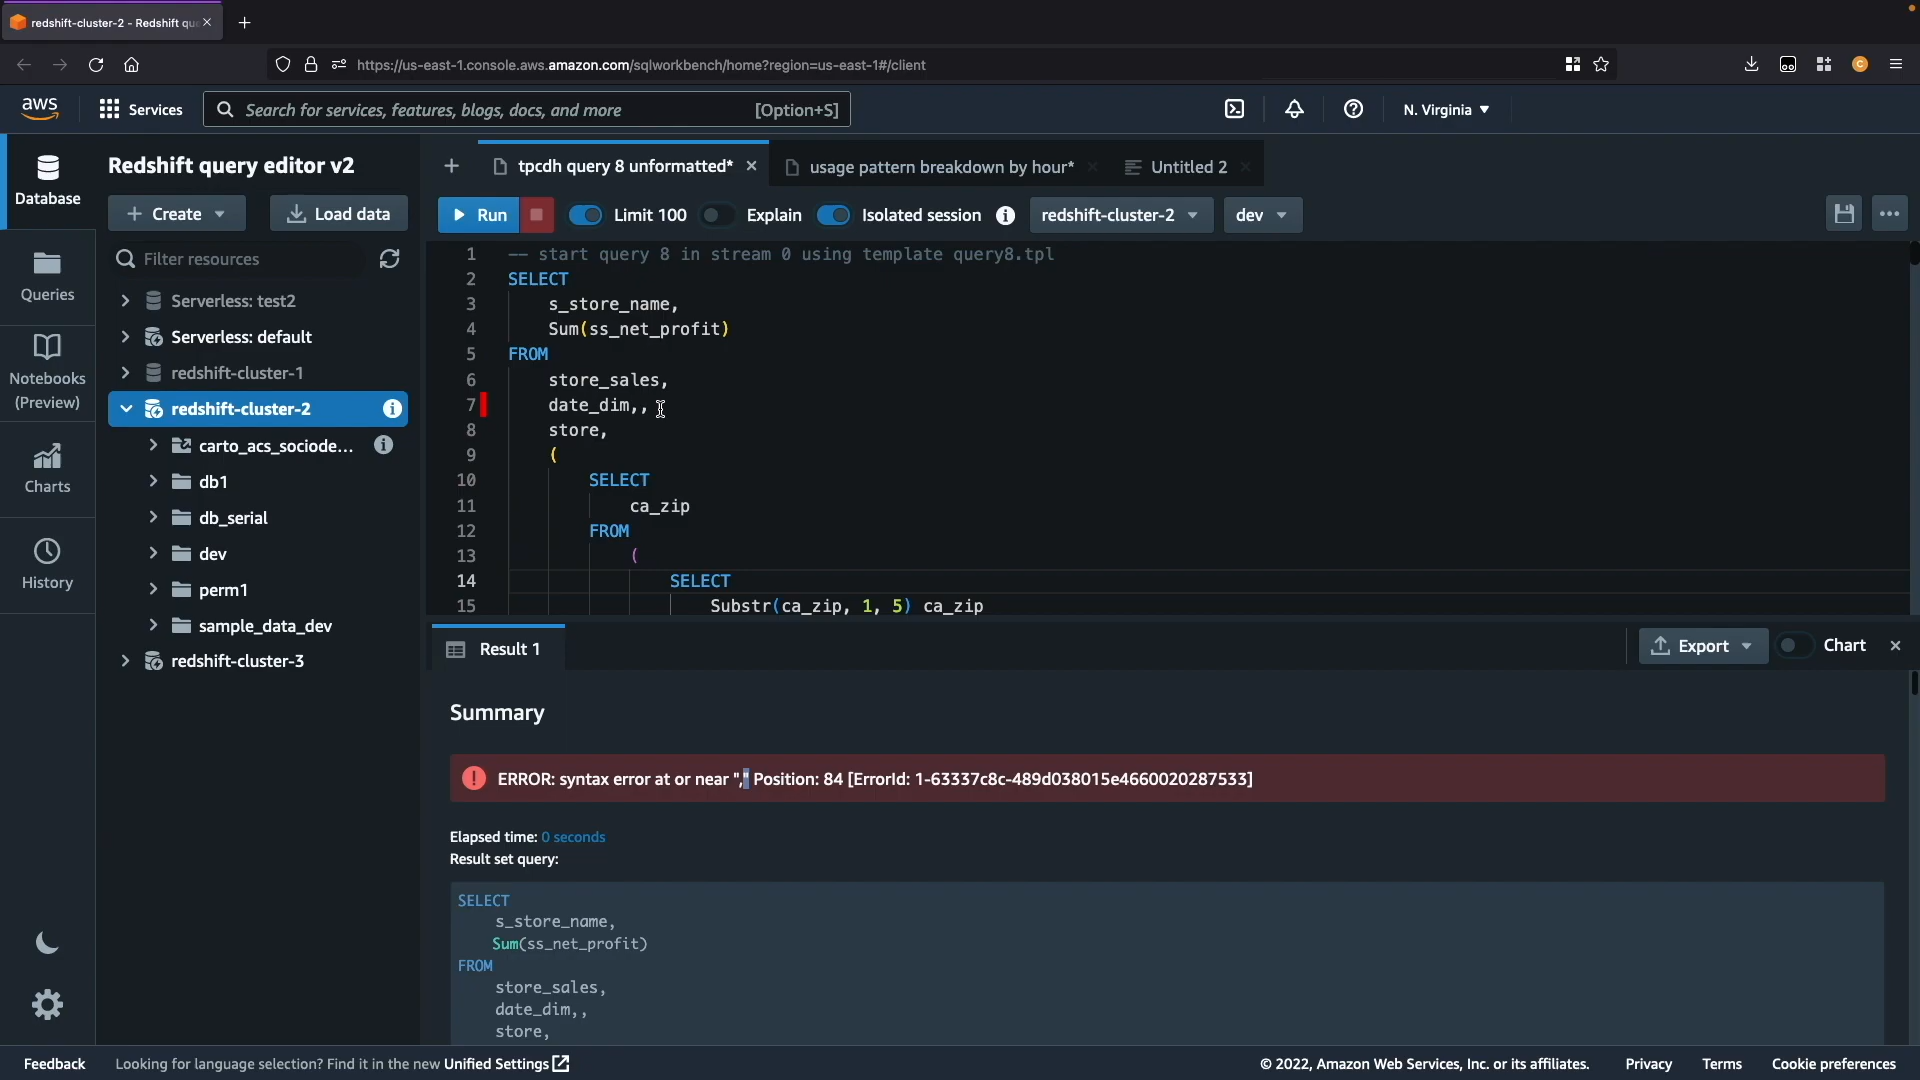 redshift-cluster-2 - Redshift qu
https://us-east-1.console.aws.amazon.com/sqlworkbench/home?region=us-east-1#/client
C
aws
Services
Search for services, features, blogs, docs, and more [Option+S]
N. Virginia
Database
Queries
Notebooks
(Preview)
Charts
History
Redshift query editor v2
+ Create
Load data
Filter resources
Serverless: test2
Serverless: default
redshift-cluster-1
redshift-cluster-2
carto_acs_sociode...
db1
db_serial
dev
perm1
sample_data_dev
redshift-cluster-3
tpcdh query 8 unformatted*
usage pattern breakdown by hour*
Untitled 2
Run
Limit 100
Explain
Isolated session
redshift-cluster-2
dev
1 -- start query 8 in stream 0 using template query8.tpl
2 SELECT
3 s_store_name,
4 Sum(ss_net_profit)
5 FROM
6 store_sales,
7 date_dim,,
8 store,
9 (
10 SELECT
11 ca_zip
12 FROM
13 (
14 SELECT
15 Substr(ca_zip, 1, 5) ca_zip
Result 1
Export
Chart
Summary
ERROR: syntax error at or near "," Position: 84 [ErrorId: 1-63337c8c-489d038015e4660020287533]
Elapsed time: 0 seconds
Result set query:
SELECT
s_store_name,
Sum(ss_net_profit)
FROM
store_sales,
date_dim,,
store,
Feedback
Looking for language selection? Find it in the new Unified Settings
© 2022, Amazon Web Services, Inc. or its affiliates.
Privacy
Terms
Cookie preferences